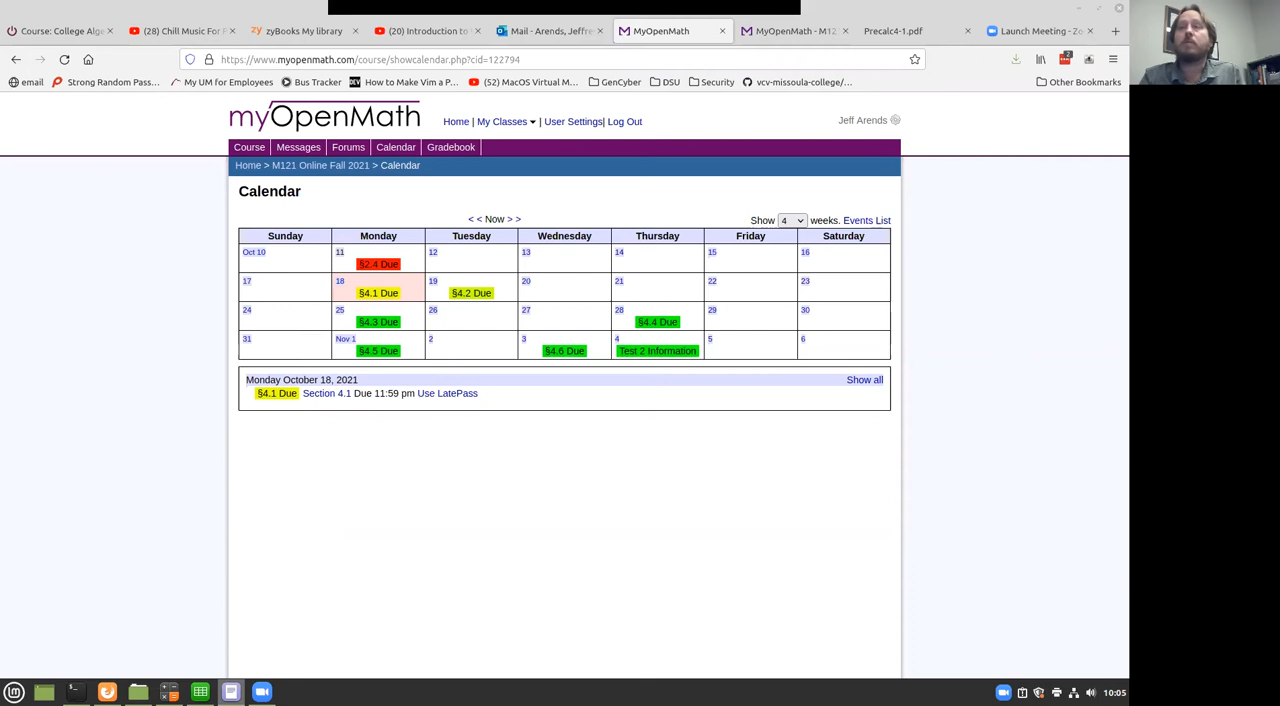 Course: College Alg
(28) Chill Music For
zyBooks My library
(20) Introduction to
Mail - Arends, Jeffre
MyOpenMath
MyOpenMath - M12
Precalc4-1.pdf
Launch Meeting - Zo
https://www.myopenmath.com/course/showcalendar.php?cid=122794
email
Strong Random Pass…
My UM for Employees
Bus Tracker
DEV
How to Make Vim a P…
(52) MacOS Virtual M…
GenCyber
DSU
Security
vcv-missoula-college/…
Other Bookmarks
myOpenMath
Home | My Classes | User Settings| Log Out
Jeff Arends
Course Messages Forums Calendar Gradebook
Home > M121 Online Fall 2021 > Calendar
Calendar
< < Now > >
Show 4 weeks. Events List
Sunday Monday Tuesday Wednesday Thursday Friday Saturday
Oct 10 11 12 13 14 15 16
§2.4 Due
17 18 19 20 21 22 23
§4.1 Due §4.2 Due
24 25 26 27 28 29 30
§4.3 Due §4.4 Due
31 Nov 1 2 3 4 5 6
§4.5 Due §4.6 Due Test 2 Information
Monday October 18, 2021 Show all
§4.1 Due Section 4.1 Due 11:59 pm Use LatePass
10:05